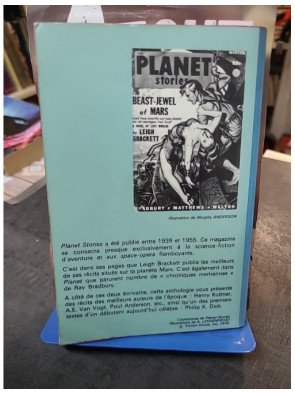 PLANET
stories
BEAST-JEWEL
of MARS
by LEIGH
BRACKETT
BRADBURY • MATTHEWS • WALTON
Illustration de Murphy ANDERSON
Planet Stories a été publié entre 1939 et 1955. Ce magazine
se consacra presque exclusivement à la science fiction
d'aventure et aux space-opera flamboyants.
C'est dans ses pages que Leigh Brackett publia les meilleurs
de ses récits situés sur la planète Mars. C'est également dans
Planet que parurent nombre de « chroniques martiennes »
de Ray Bradbury.
A côté de ces deux écrivains, cette anthologie vous présente
des récits des meilleurs auteurs de l'époque : Henry Kuttner,
A.E. Van Vogt, Poul Anderson, etc., ainsi qu'un des premiers
textes d'un débutant aujourd'hui célèbre : Philip K. Dick.
Couvertures de Planet Stories